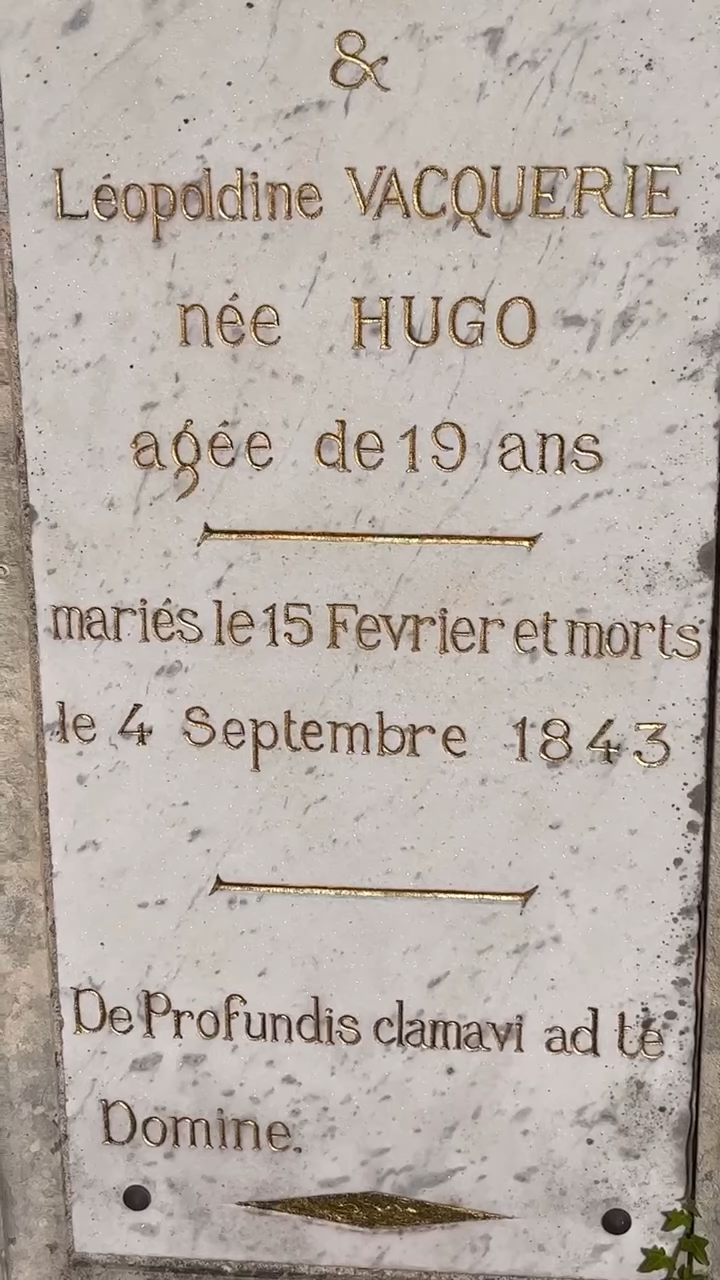 &
Léopoldine VACQUERIE
née HUGO
agée de 19 ans
mariés le 15 Fevrier et morts
le 4 Septembre 1843
De Profundis clamavi ad te
Domine.